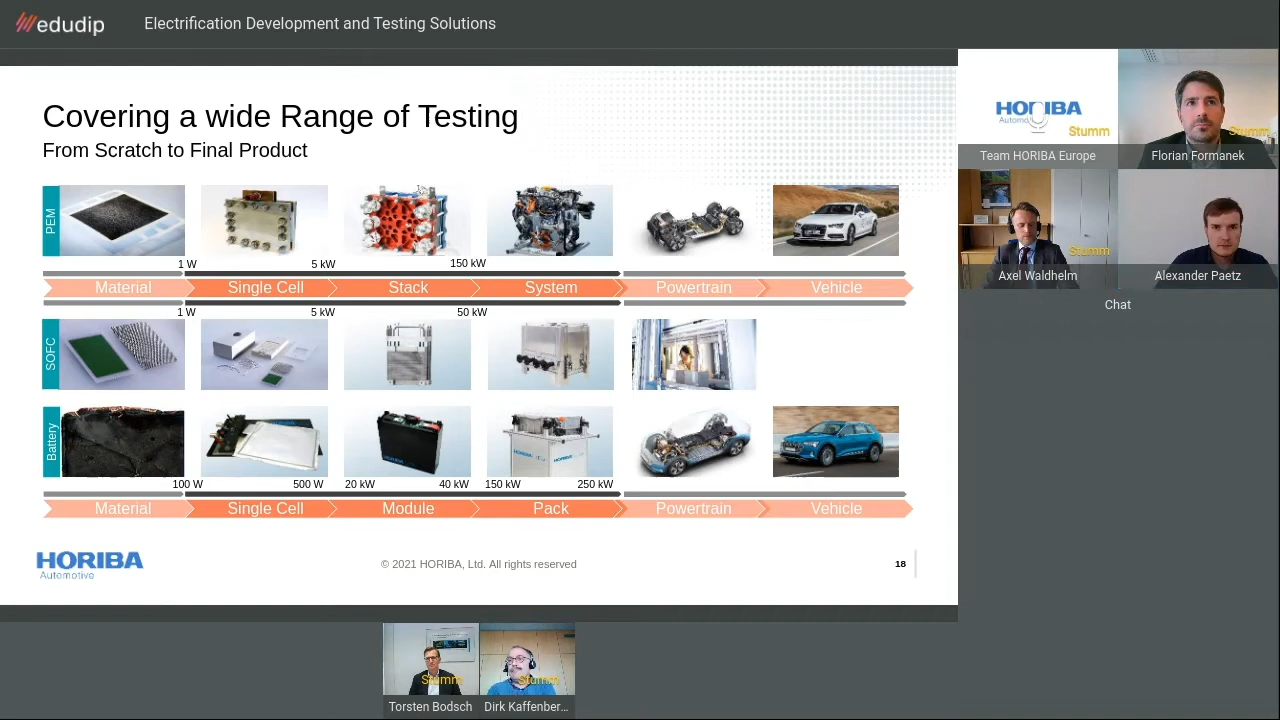 edudip
Electrification Development and Testing Solutions
Covering a wide Range of Testing
From Scratch to Final Product
PEM
1 W
5 kW
150 kW
Material
Single Cell
Stack
System
Powertrain
Vehicle
1 W
5 kW
50 kW
SOFC
Battery
100 W
500 W
20 kW
40 kW
150 kW
250 kW
Material
Single Cell
Module
Pack
Powertrain
Vehicle
HORIBA
Automotive
© 2021 HORIBA, Ltd. All rights reserved
18
HORIBA
Stumm
Team HORIBA Europe
Stumm
Florian Formanek
Stumm
Axel Waldhelm
Alexander Paetz
Chat
Stumm
Torsten Bodsch
Stumm
Dirk Kaffenber...